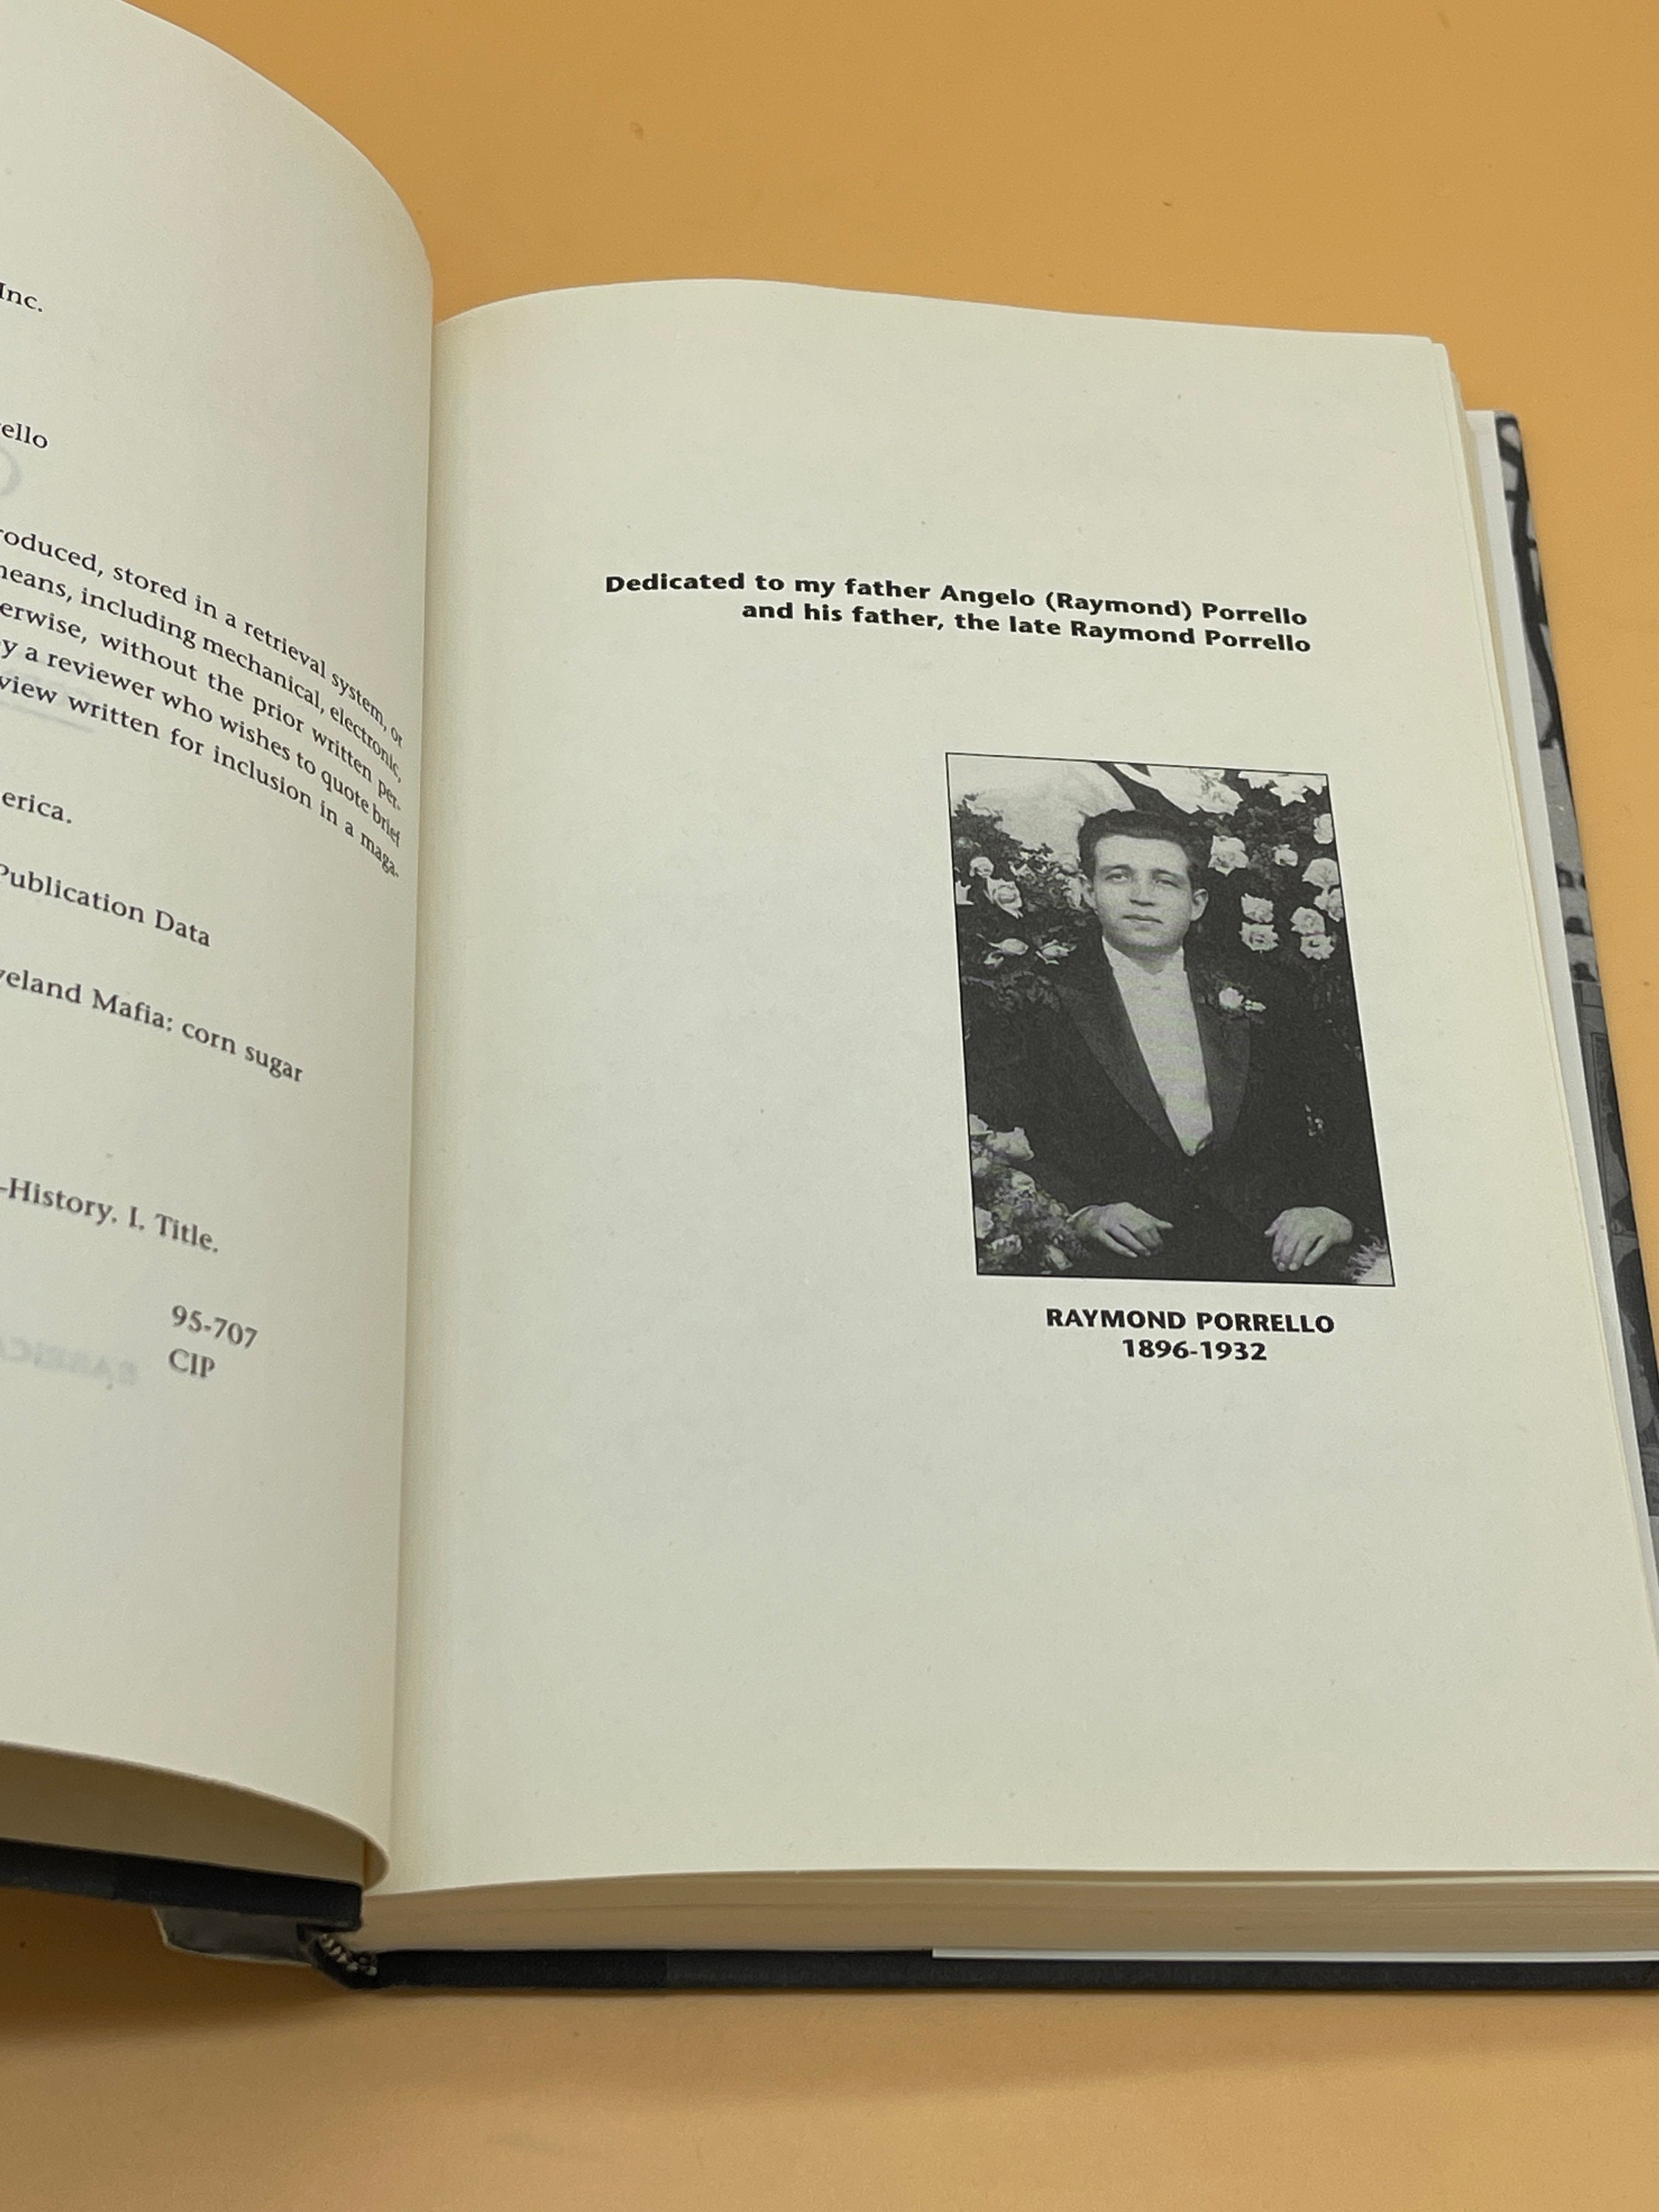 Inc.
ello
roduced, stored in a retrieval system, or
means, including mechanical, electronic,
erwise, without the prior written per-
y a reviewer who wishes to quote brief
view written for inclusion in a maga-
erica.
Publication Data
veland Mafia: corn sugar
-History. I. Title.
95-707
CIP
Dedicated to my father Angelo (Raymond) Porrello
and his father, the late Raymond Porrello
RAYMOND PORRELLO
1896-1932